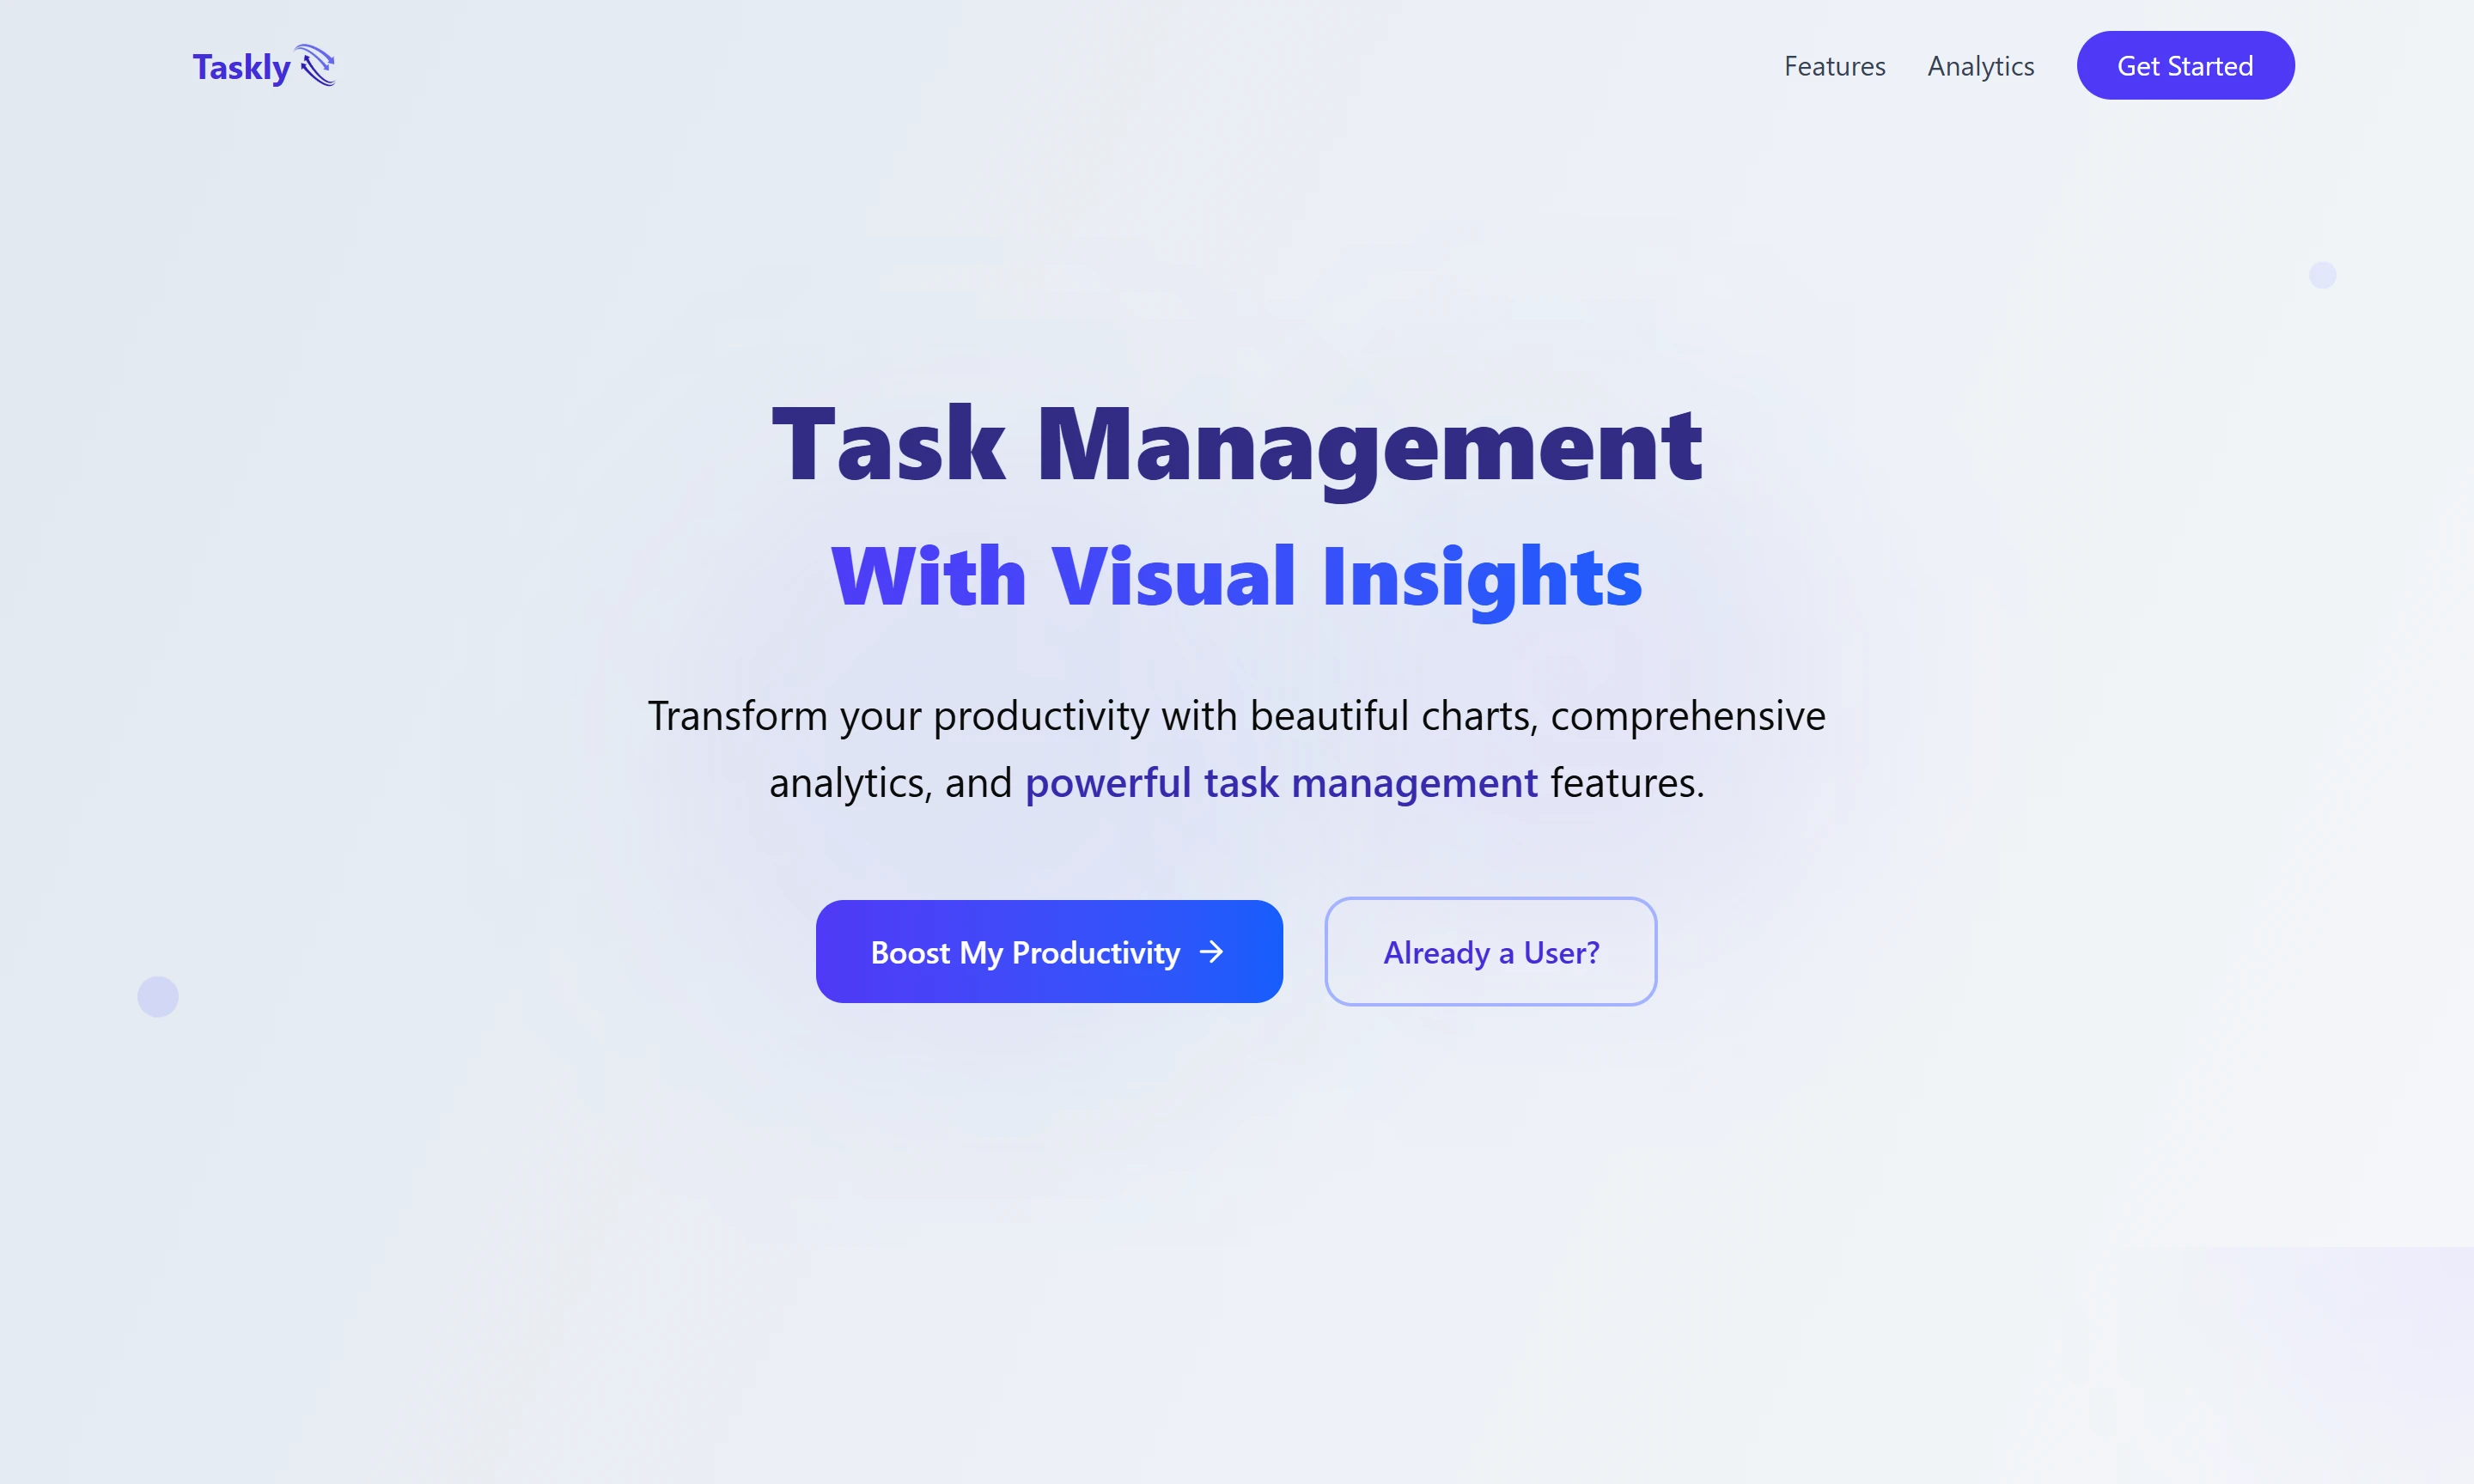 Taskly
Features
Analytics
Get Started
Task Management
With Visual Insights
Transform your productivity with beautiful charts, comprehensive
analytics, and powerful task management features.
Boost My Productivity
Already a User?